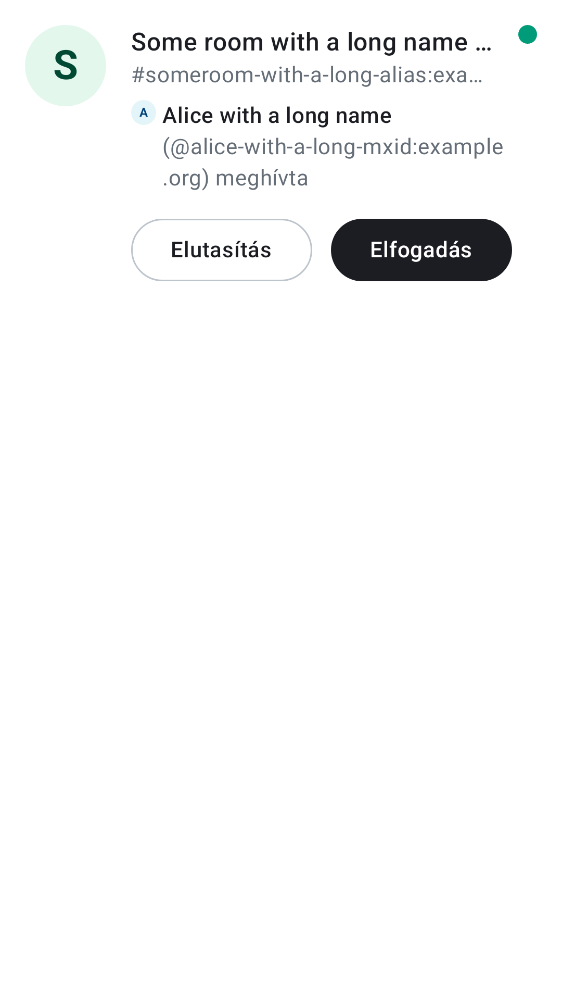 S
Some room with a long name …
#someroom-with-a-long-alias:exa…
A
Alice with a long name
(@alice-with-a-long-mxid:example
.org) meghívta
Elutasítás
Elfogadás